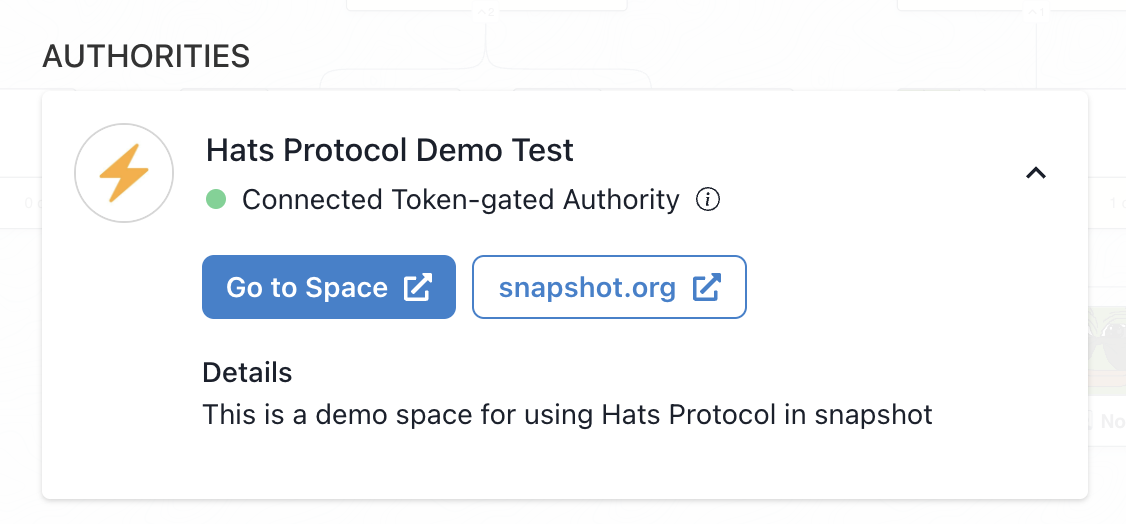 AUTHORITIES
Hats Protocol Demo Test
Connected Token-gated Authority
Go to Space
snapshot.org
Details
This is a demo space for using Hats Protocol in snapshot
No